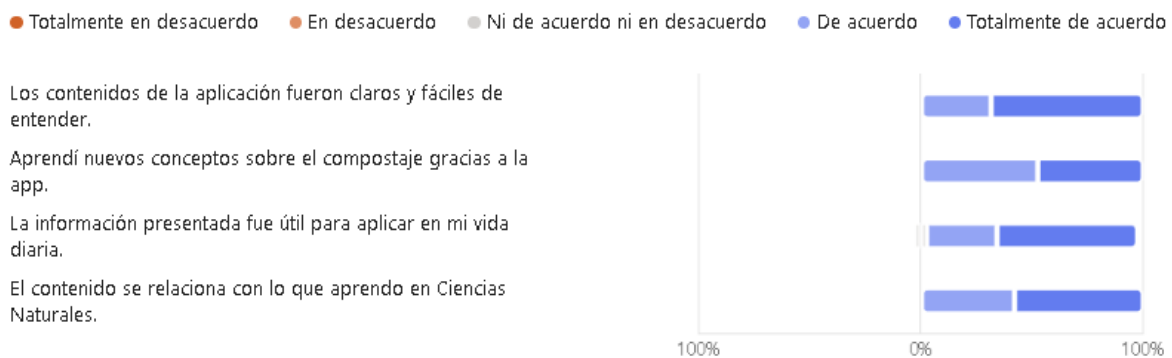 Totalmente en desacuerdo En desacuerdo Ni de acuerdo ni en desacuerdo De acuerdo Totalmente de acuerdo
Los contenidos de la aplicación fueron claros y fáciles de
entender.
Aprendí nuevos conceptos sobre el compostaje gracias a la
app.
La información presentada fue útil para aplicar en mi vida
diaria.
El contenido se relaciona con lo que aprendo en Ciencias
Naturales.
100% 0% 100%